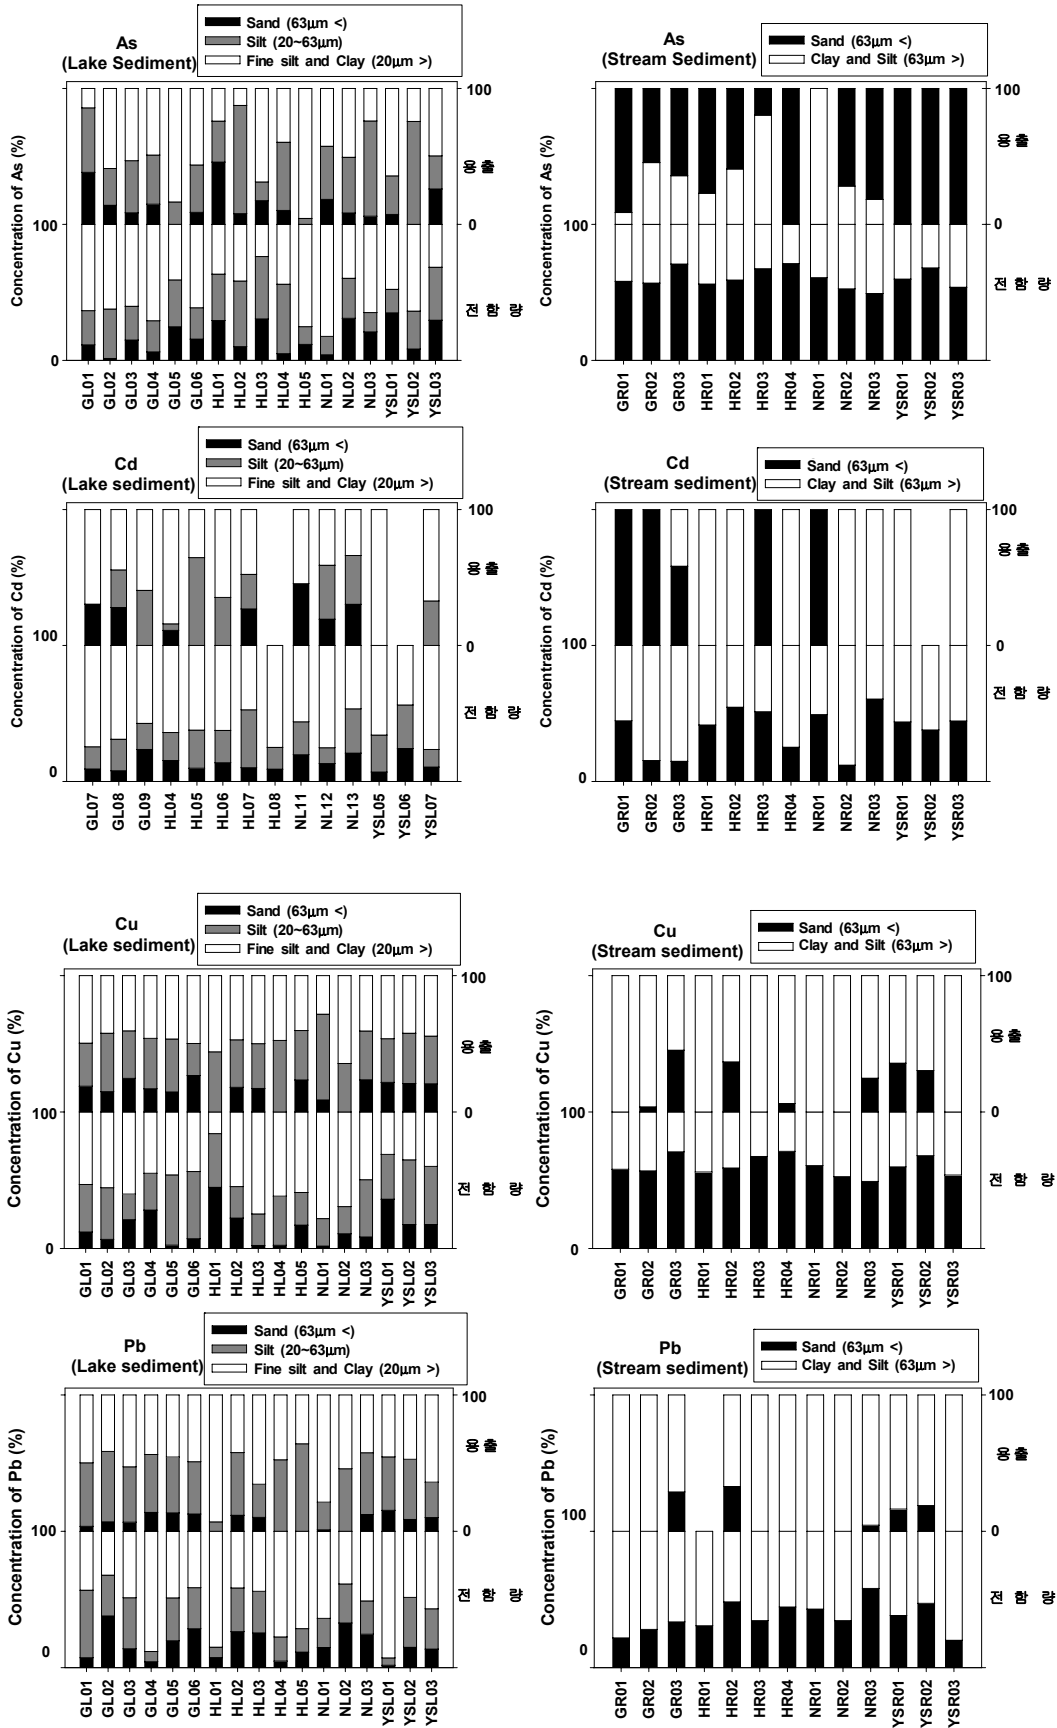 As
(Lake Sediment)
Sand (63µm <)
Silt (20~63µm)
Fine silt and Clay (20µm >)
Concentration of As (%)
100
0
100
0
용출
전 함 량
GL01
GL02
GL03
GL04
GL05
GL06
HL01
HL02
HL03
HL04
HL05
NL01
NL02
NL03
YSL01
YSL02
YSL03
As
(Stream Sediment)
Sand (63µm <)
Clay and Silt (63µm >)
Concentration of As (%)
100
0
100
0
용출
전 함 량
GR01
GR02
GR03
HR01
HR02
HR03
HR04
NR01
NR02
NR03
YSR01
YSR02
YSR03
Cd
(Lake sediment)
Sand (63µm <)
Silt (20~63µm)
Fine silt and Clay (20µm >)
Concentration of Cd (%)
100
0
100
0
용출
전 함 량
GL07
GL08
GL09
HL04
HL05
HL06
HL07
HL08
NL11
NL12
NL13
YSL05
YSL06
YSL07
Cd
(Stream sediment)
Sand (63µm <)
Clay and Silt (63µm >)
Concentration of Cd (%)
100
0
100
0
용출
전 함 량
GR01
GR02
GR03
HR01
HR02
HR03
HR04
NR01
NR02
NR03
YSR01
YSR02
YSR03
Cu
(Lake sediment)
Sand (63µm <)
Silt (20~63µm)
Fine silt and Clay (20µm >)
Concentration of Cu (%)
100
0
100
0
용출
전 함 량
GL01
GL02
GL03
GL04
GL05
GL06
HL01
HL02
HL03
HL04
HL05
NL01
NL02
NL03
YSL01
YSL02
YSL03
Cu
(Stream sediment)
Sand (63µm <)
Clay and Silt (63µm >)
Concentration of Cu (%)
100
0
100
0
용출
전 함 량
GR01
GR02
GR03
HR01
HR02
HR03
HR04
NR01
NR02
NR03
YSR01
YSR02
YSR03
Pb
(Lake sediment)
Sand (63µm <)
Silt (20~63µm)
Fine silt and Clay (20µm >)
Concentration of Pb (%)
100
0
100
0
용출
전 함 량
GL01
GL02
GL03
GL04
GL05
GL06
HL01
HL02
HL03
HL04
HL05
NL01
NL02
NL03
YSL01
YSL02
YSL03
Pb
(Stream sediment)
Sand (63µm <)
Clay and Silt (63µm >)
Concentration of Pb (%)
100
0
100
0
용출
전 함 량
GR01
GR02
GR03
HR01
HR02
HR03
HR04
NR01
NR02
NR03
YSR01
YSR02
YSR03